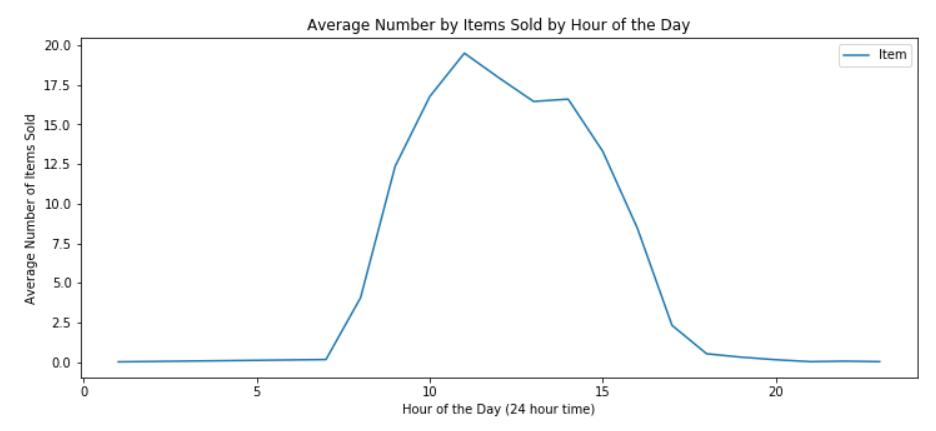 Average Number by Items Sold by Hour of the Day
Item
20.0
17.5
15.0
12.5
10.0
7.5
5.0
2.5
0.0
Average Number of Items Sold
0 5 10 15 20
Hour of the Day (24 hour time)